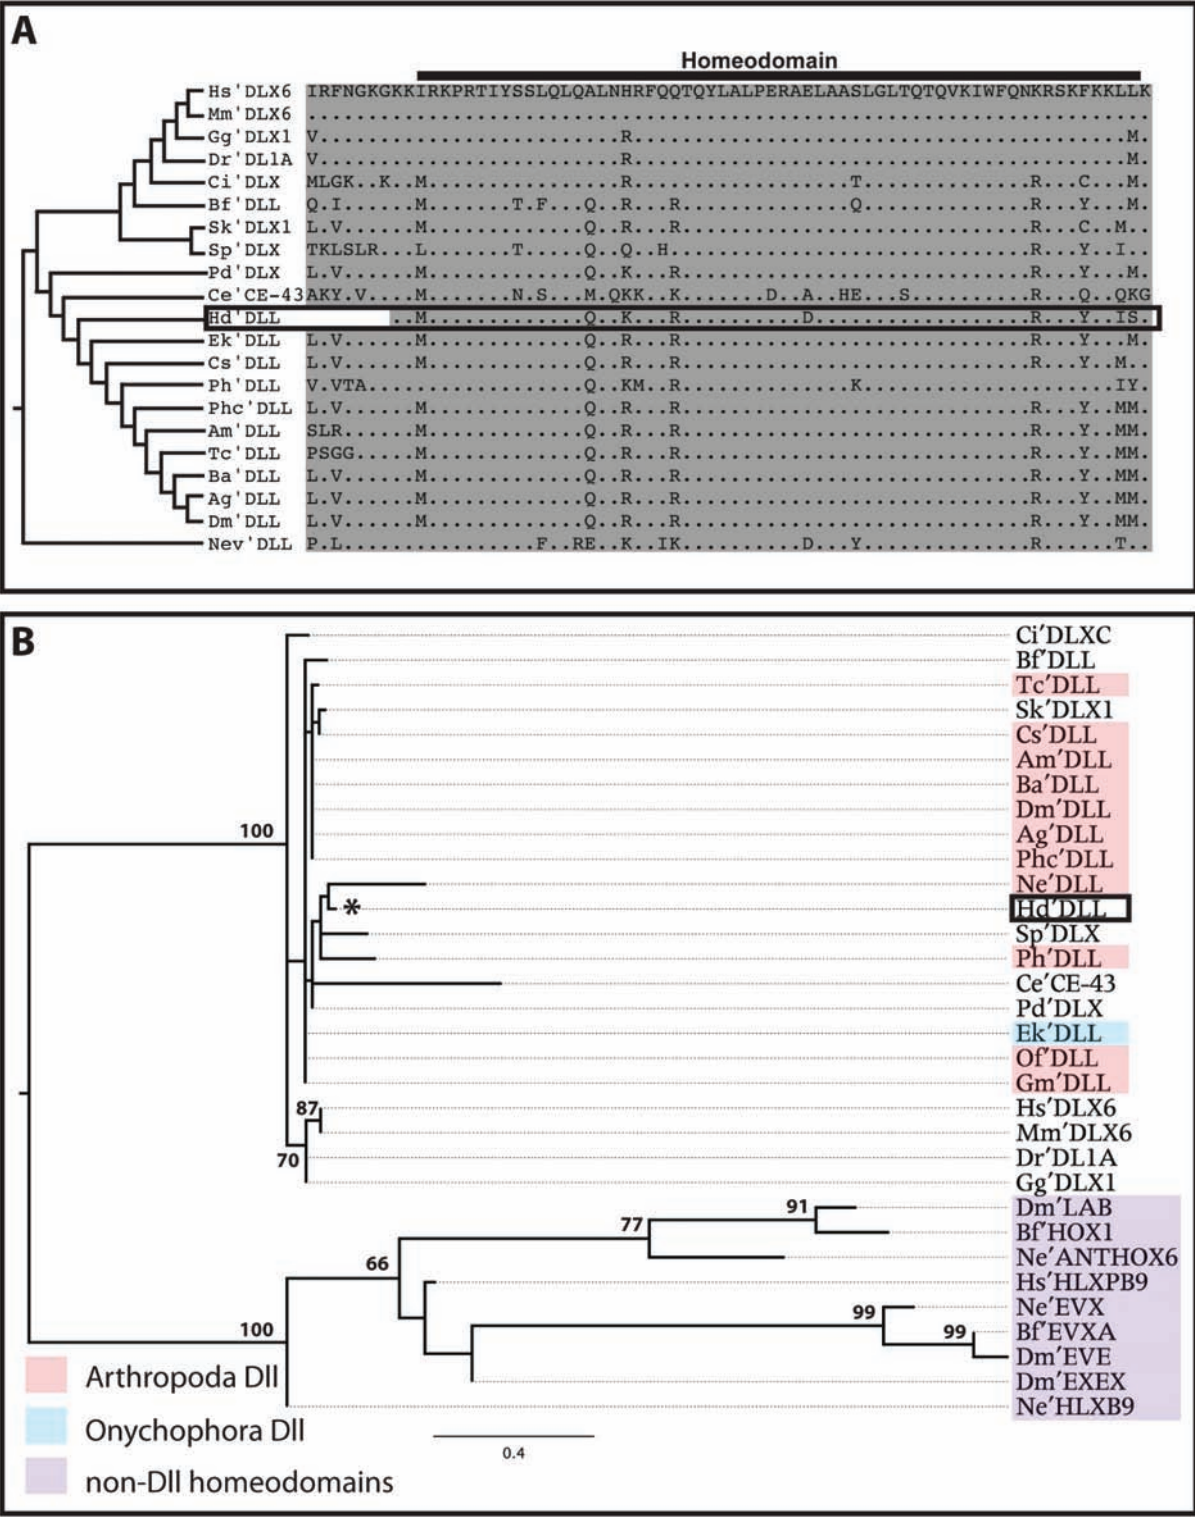 A
Homeodomain
Hs'DLX6 IRFNGKGKKIRKPRTIYSSLQLQALNHRFQQTQYLALPERAELAASLGLTQTQVKIWFQNKRSKFKKLLK
Mm'DLX6 ......................................................................
Gg'DLX1 V.........................R.........................................M.
Dr'DL1A V.........................R.........................................M.
Ci'DLX MLGK..K..M................R..................T..............R...C...M.
Bf'DLL Q.I......M.......T.F...Q..R...R..............Q..............R...Y...M.
Sk'DLX1 L.V......M.............Q..R...R.............................R...C..M..
Sp'DLX TKLSLR...L.......T.....Q..Q..H..............................R...Y..I..
Pd'DLX L.V......M.............Q..K...R.............................R...Y...M.
Ce'CE-43 AKY.V....M.......N.S...M.QKK..K.......D..A..HE...S..........R...Q..QKG
Hd'DLL ..M.............Q..K...R..........D..................R...Y..IS.
Ek'DLL L.V......M.............Q..K...R.............................R...Y...M.
Cs'DLL L.V......M.............Q..R...R.............................R...Y..M..
Ph'DLL V.VTA..................Q..KM..R..............K.....................IY.
Phc'DLL L.V......M.............Q..R...R.............................R...Y..MM.
Am'DLL SLR......M.............Q..R...R.............................R...Y..MM.
Tc'DLL PSGG.....M.............Q..R...R.............................R...Y..MM.
Ba'DLL L.V......M.............Q..R...R.............................R...Y..MM.
Ag'DLL L.V......M.............Q..R...R.............................R...Y..MM.
Dm'DLL L.V......M.............Q..R...R.............................R...Y..MM.
Nev'DLL P.L................F..RE..K..IK..........D...Y..............R......T..
B
Ci'DLXC
Bf'DLL
Tc'DLL
Sk'DLX1
Cs'DLL
Am'DLL
Ba'DLL
Dm'DLL
100
Ag'DLL
Phc'DLL
Ne'DLL
* Hd'DLL
Sp'DLX
Ph'DLL
Ce'CE-43
Pd'DLX
Ek'DLL
Of'DLL
Gm'DLL
87 Hs'DLX6
Mm'DLX6
70 Dr'DL1A
Gg'DLX1
91 Dm'LAB
77 Bf'HOX1
66 Ne'ANTHOX6
Hs'HLXPB9
99 Ne'EVX
100 99 Bf'EVXA
Dm'EVE
Dm'EXEX
Ne'HLXB9
Arthropoda Dll
Onychophora Dll
non-Dll homeodomains
0.4